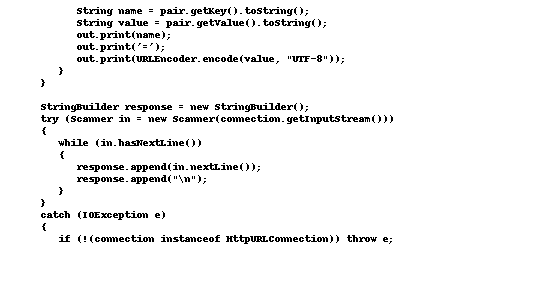 String name = pair.getKey().toString();
String value = pair.getValue().toString();
out.print(name);
out.print('=');
out.print(URLEncoder.encode(value, "UTF-8"));
}
}
StringBuilder response = new StringBuilder();
try (Scanner in = new Scanner(connection.getInputStream()))
{
while (in.hasNextLine())
{
response.append(in.nextLine());
response.append("\n");
}
}
catch (IOException e)
{
if (!(connection instanceof HttpURLConnection)) throw e;